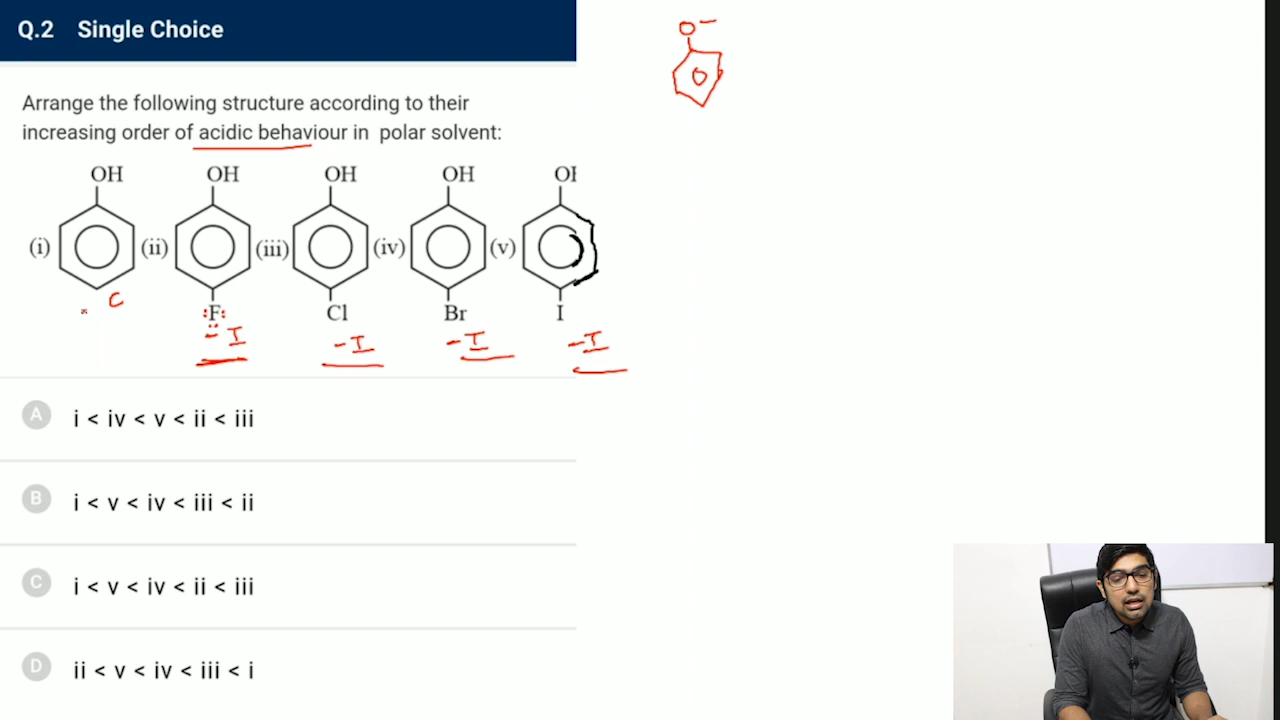 Q.2 Single Choice
O⁻
Arrange the following structure according to their
increasing order of acidic behaviour in polar solvent:
OH OH OH OH OH
(i) (ii) (iii) (iv) (v)
C
:F: Cl Br I
-I -I -I -I
A i < iv < v < ii < iii
B i < v < iv < iii < ii
C i < v < iv < ii < iii
D ii < v < iv < iii < i